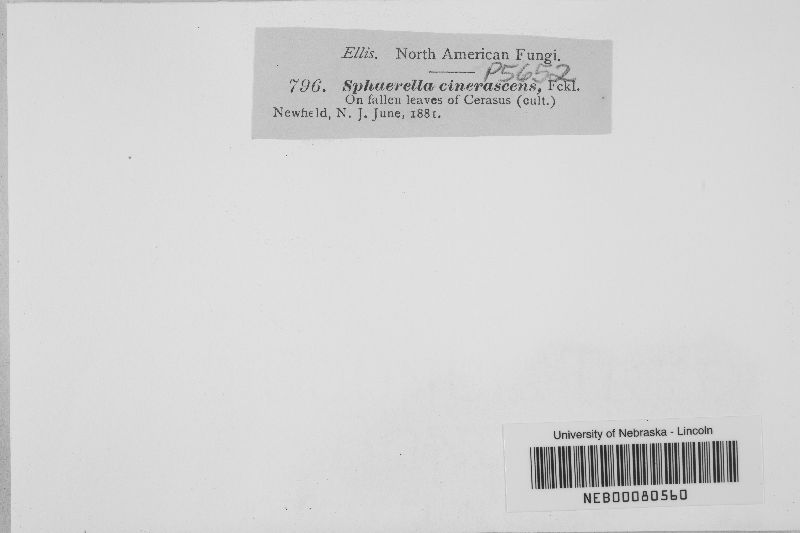 Ellis. North American Fungi.
P5652
796. Sphaerella cinerascens, Fckl.
On fallen leaves of Cerasus (cult.)
Newfield, N. J. June, 1881.
University of Nebraska - Lincoln
NEB00080560